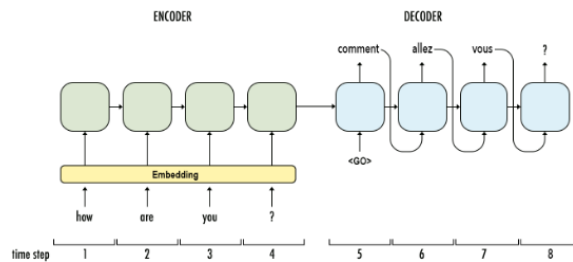 ENCODER DECODER
comment allez vous ?
<GO>
Embedding
how are you ?
time step 1 2 3 4 5 6 7 8